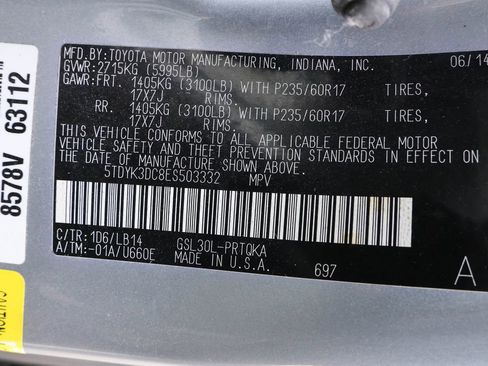 MFD.BY: TOYOTA MOTOR MANUFACTURING, INDIANA, INC. 06/14
GVWR: 2715KG (5995LB)
GAWR: FRT. 1405KG (3100LB) WITH P235/60R17 TIRES,
17X7J RIMS.
RR. 1405KG (3100LB) WITH P235/60R17 TIRES,
17X7J RIMS.
THIS VEHICLE CONFORMS TO ALL APPLICABLE FEDERAL MOTOR
VEHICLE SAFETY AND THEFT PREVENTION STANDARDS IN EFFECT ON
THE DATE OF MANUFACTURE SHOWN ABOVE.
5TDYK3DC8ES503332 MPV
C/TR: 1D6/LB14 GSL30L-PRTQKA
A/TM: -01A/U660E MADE IN U.S.A. 697 A
8578V 63112